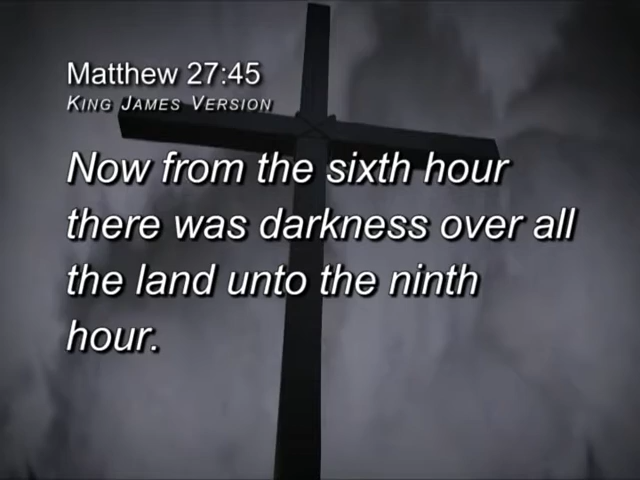 Matthew 27:45
KING JAMES VERSION
Now from the sixth hour
there was darkness over all
the land unto the ninth
hour.